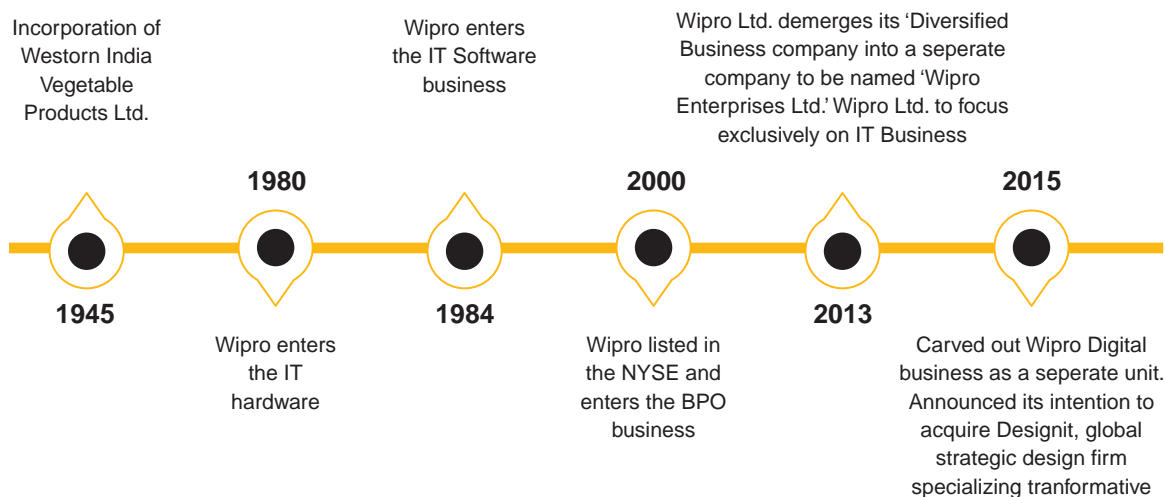 Incorporation of
Western India
Vegetable
Products Ltd.
1945
1980
Wipro enters
the IT
hardware
Wipro enters
the IT Software
business
1984
2000
Wipro listed in
the NYSE and
enters the BPO
business
Wipro Ltd. demerges its ‘Diversified
Business company into a seperate
company to be named ‘Wipro
Enterprises Ltd.’ Wipro Ltd. to focus
exclusively on IT Business
2013
2015
Carved out Wipro Digital
business as a seperate unit.
Announced its intention to
acquire Designit, global
strategic design firm
specializing tranformative